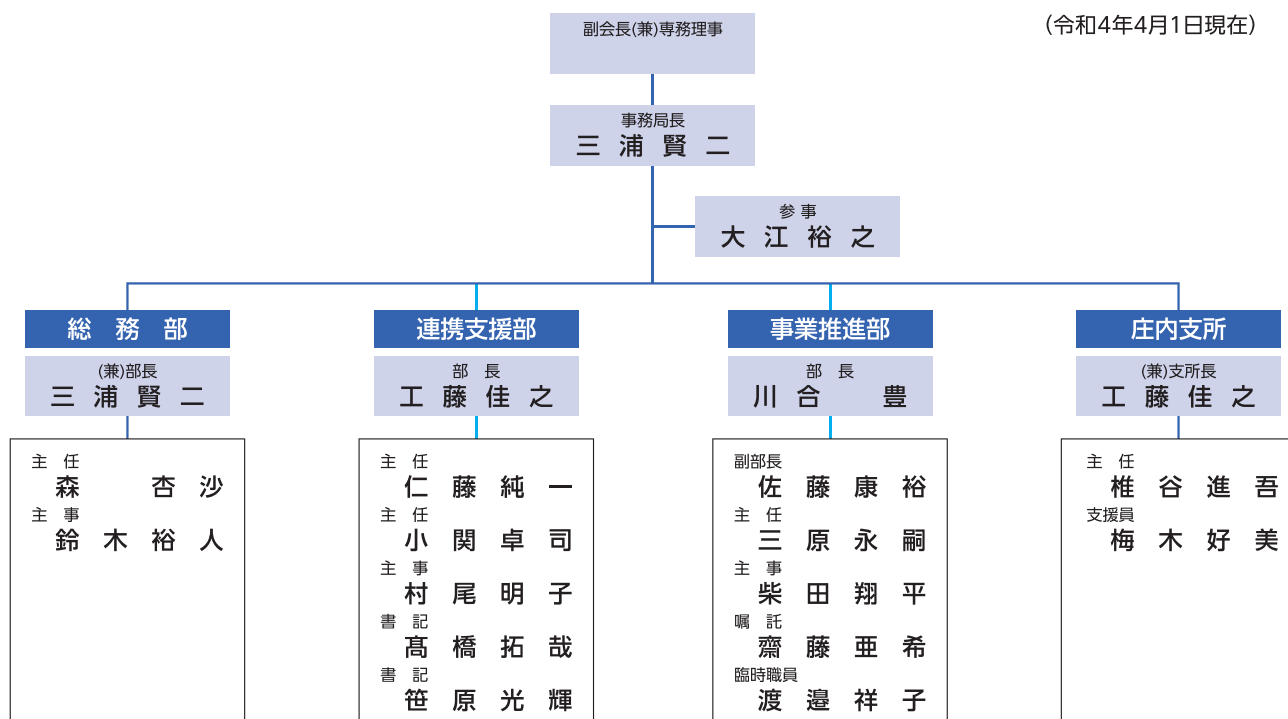 (令和4年4月1日現在)
副会長(兼)専務理事
事務局長
三浦賢二
参事
大江裕之
総務部
(兼)部長
三浦賢二
主任
森 杏沙
主事
鈴木裕人
連携支援部
部長
工藤佳之
主任
仁藤純一
主任
小関卓司
主事
村尾明子
書記
髙橋拓哉
書記
笹原光輝
事業推進部
部長
川合 豊
副部長
佐藤康裕
主任
三原永嗣
主事
柴田翔平
嘱託
齋藤亜希
臨時職員
渡邉祥子
庄内支所
(兼)支所長
工藤佳之
主任
椎谷進吾
支援員
梅木好美